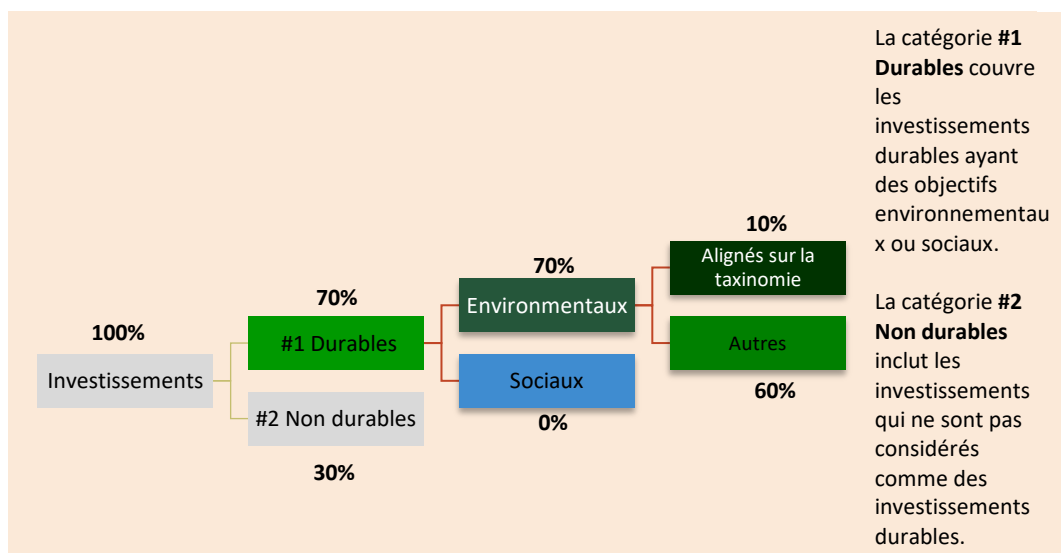 100%
Investissements
70%
#1 Durables
#2 Non durables
30%
70%
Environmentaux
Sociaux
0%
10%
Alignés sur la
taxinomie
Autres
60%
La catégorie #1
Durables couvre
les
investissements
durables ayant
des objectifs
environnementau
x ou sociaux.
La catégorie #2
Non durables
inclut les
investissements
qui ne sont pas
considérés
comme des
investissements
durables.